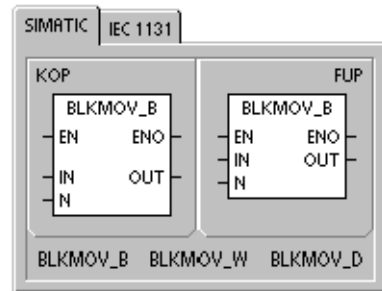 SIMATIC IEC 1131
KOP FUP
BLKMOV_B BLKMOV_B
EN ENO EN ENO
IN OUT
IN OUT N
N
BLKMOV_B BLKMOV_W BLKMOV_D